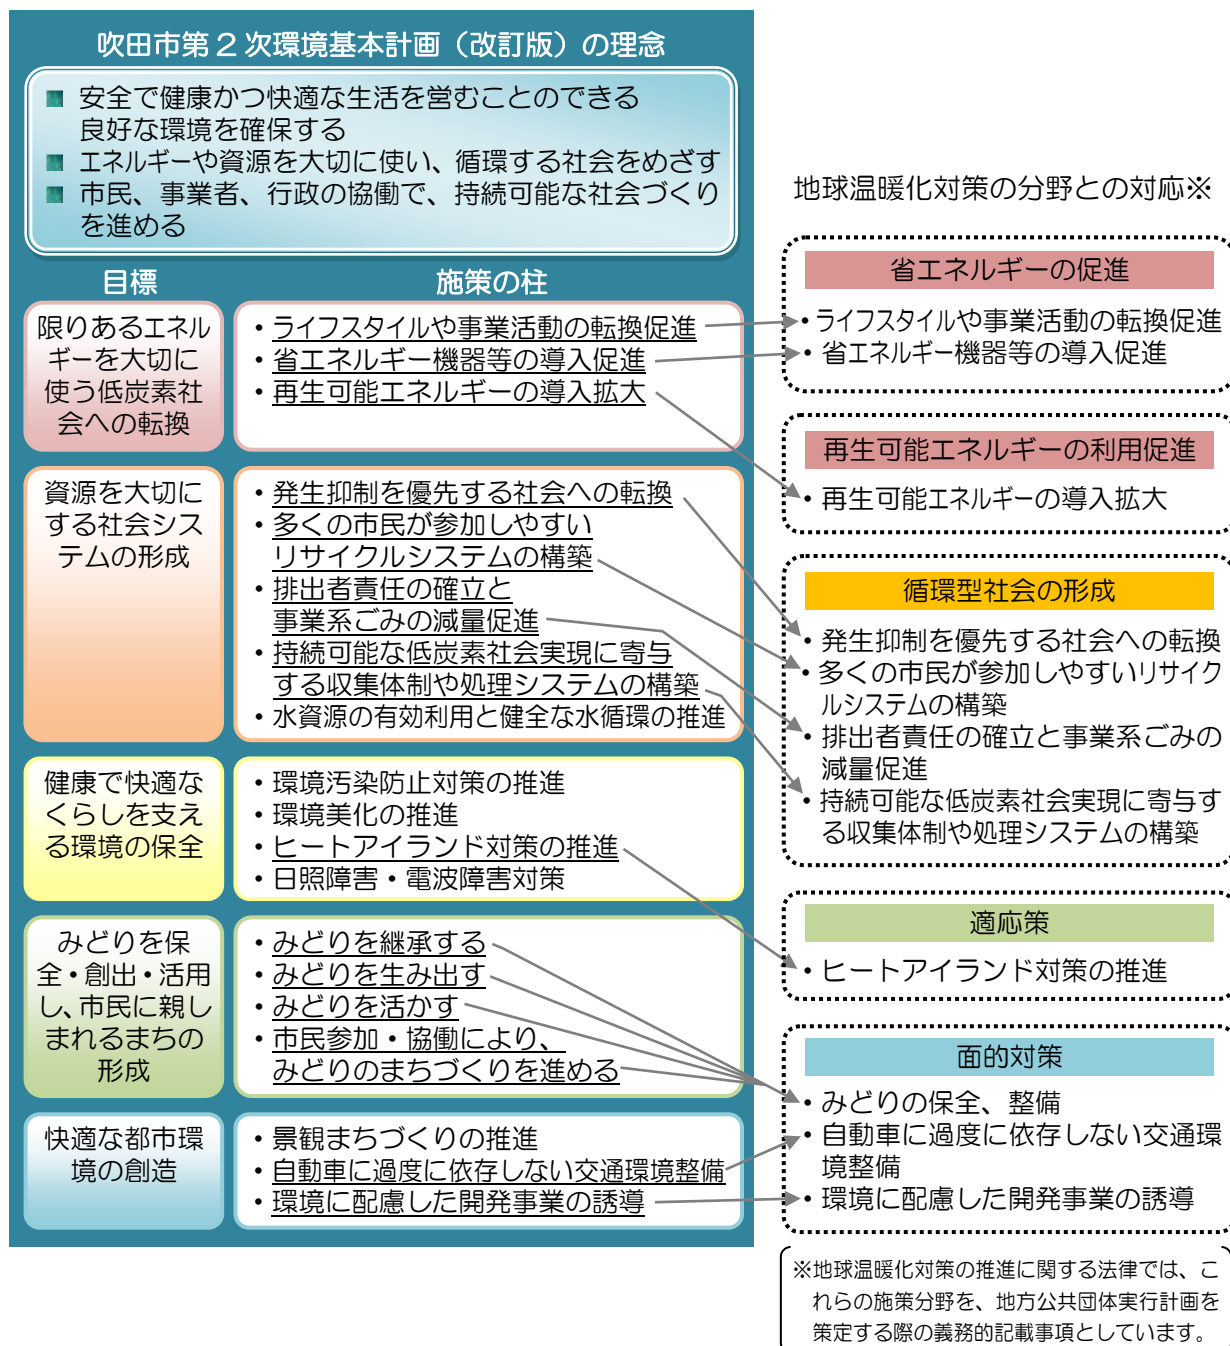 吹田市第２次環境基本計画（改訂版）の理念
■ 安全で健康かつ快適な生活を営むことのできる
良好な環境を確保する
■ エネルギーや資源を大切に使い、循環する社会をめざす
■ 市民、事業者、行政の協働で、持続可能な社会づくり
を進める
目標
施策の柱
限りあるエネル
ギーを大切に
使う低炭素社
会への転換
・ライフスタイルや事業活動の転換促進
・省エネルギー機器等の導入促進
・再生可能エネルギーの導入拡大
資源を大切に
する社会シス
テムの形成
・発生抑制を優先する社会への転換
・多くの市民が参加しやすい
リサイクルシステムの構築
・排出者責任の確立と
事業系ごみの減量促進
・持続可能な低炭素社会実現に寄与
する収集体制や処理システムの構築
・水資源の有効利用と健全な水循環の推進
健康で快適な
くらしを支え
る環境の保全
・環境汚染防止対策の推進
・環境美化の推進
・ヒートアイランド対策の推進
・日照障害・電波障害対策
みどりを保
全・創出・活用
し、市民に親し
まれるまちの
形成
・みどりを継承する
・みどりを生み出す
・みどりを活かす
・市民参加・協働により、
みどりのまちづくりを進める
快適な都市環
境の創造
・景観まちづくりの推進
・自動車に過度に依存しない交通環境整備
・環境に配慮した開発事業の誘導
地球温暖化対策の分野との対応※
省エネルギーの促進
・ライフスタイルや事業活動の転換促進
・省エネルギー機器等の導入促進
再生可能エネルギーの利用促進
・再生可能エネルギーの導入拡大
循環型社会の形成
・発生抑制を優先する社会への転換
・多くの市民が参加しやすいリサイク
ルシステムの構築
・排出者責任の確立と事業系ごみの
減量促進
・持続可能な低炭素社会実現に寄与す
る収集体制や処理システムの構築
適応策
・ヒートアイランド対策の推進
面的対策
・みどりの保全、整備
・自動車に過度に依存しない交通環
境整備
・環境に配慮した開発事業の誘導
※地球温暖化対策の推進に関する法律では、こ
れらの施策分野を、地方公共団体実行計画を
策定する際の義務的記載事項としています。